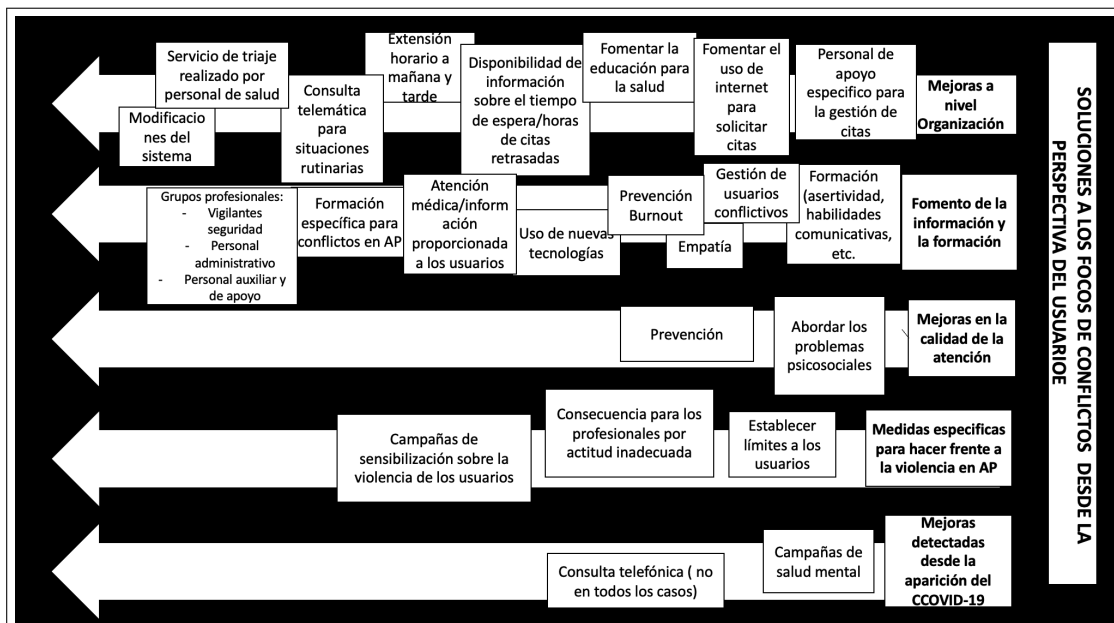 Servicio de triaje
realizado por
personal de salud
Modificacio
nes del
sistema
Consulta
telemática
para
situaciones
rutinarias
Extensión
horario a
mañana y
tarde
Disponibilidad de
información
sobre el tiempo
de espera/horas
de citas
retrasadas
Fomentar la
educación para
la salud
Fomentar el
uso de
internet
para
solicitar
citas
Personal de
apoyo
especifico para
la gestión de
citas
Mejoras a
nivel
Organización
Grupos profesionales:
- Vigilantes
seguridad
- Personal
administrativo
- Personal auxiliar y
de apoyo
Formación
específica para
conflictos en AP
Atención
médica/inform
ación
proporcionada
a los usuarios
Uso de nuevas
tecnologías
Prevención
Burnout
Empatía
Gestión de
usuarios
conflictivos
Formación
(asertividad,
habilidades
comunicativas,
etc.
Fomento de la
información y
la formación
Prevención
Abordar los
problemas
psicosociales
Mejoras en la
calidad de la
atención
Campañas de
sensibilización sobre la
violencia de los usuarios
Consecuencia para los
profesionales por
actitud inadecuada
Establecer
límites a los
usuarios
Medidas especificas
para hacer frente a
la violencia en AP
Consulta telefónica ( no
en todos los casos)
Campañas de
salud mental
Mejoras
detectadas
desde la
aparición del
CCOVID-19
SOLUCIONES A LOS FOCOS DE CONFLICTOS DESDE LA
PERSPECTIVA DEL USUARIOE